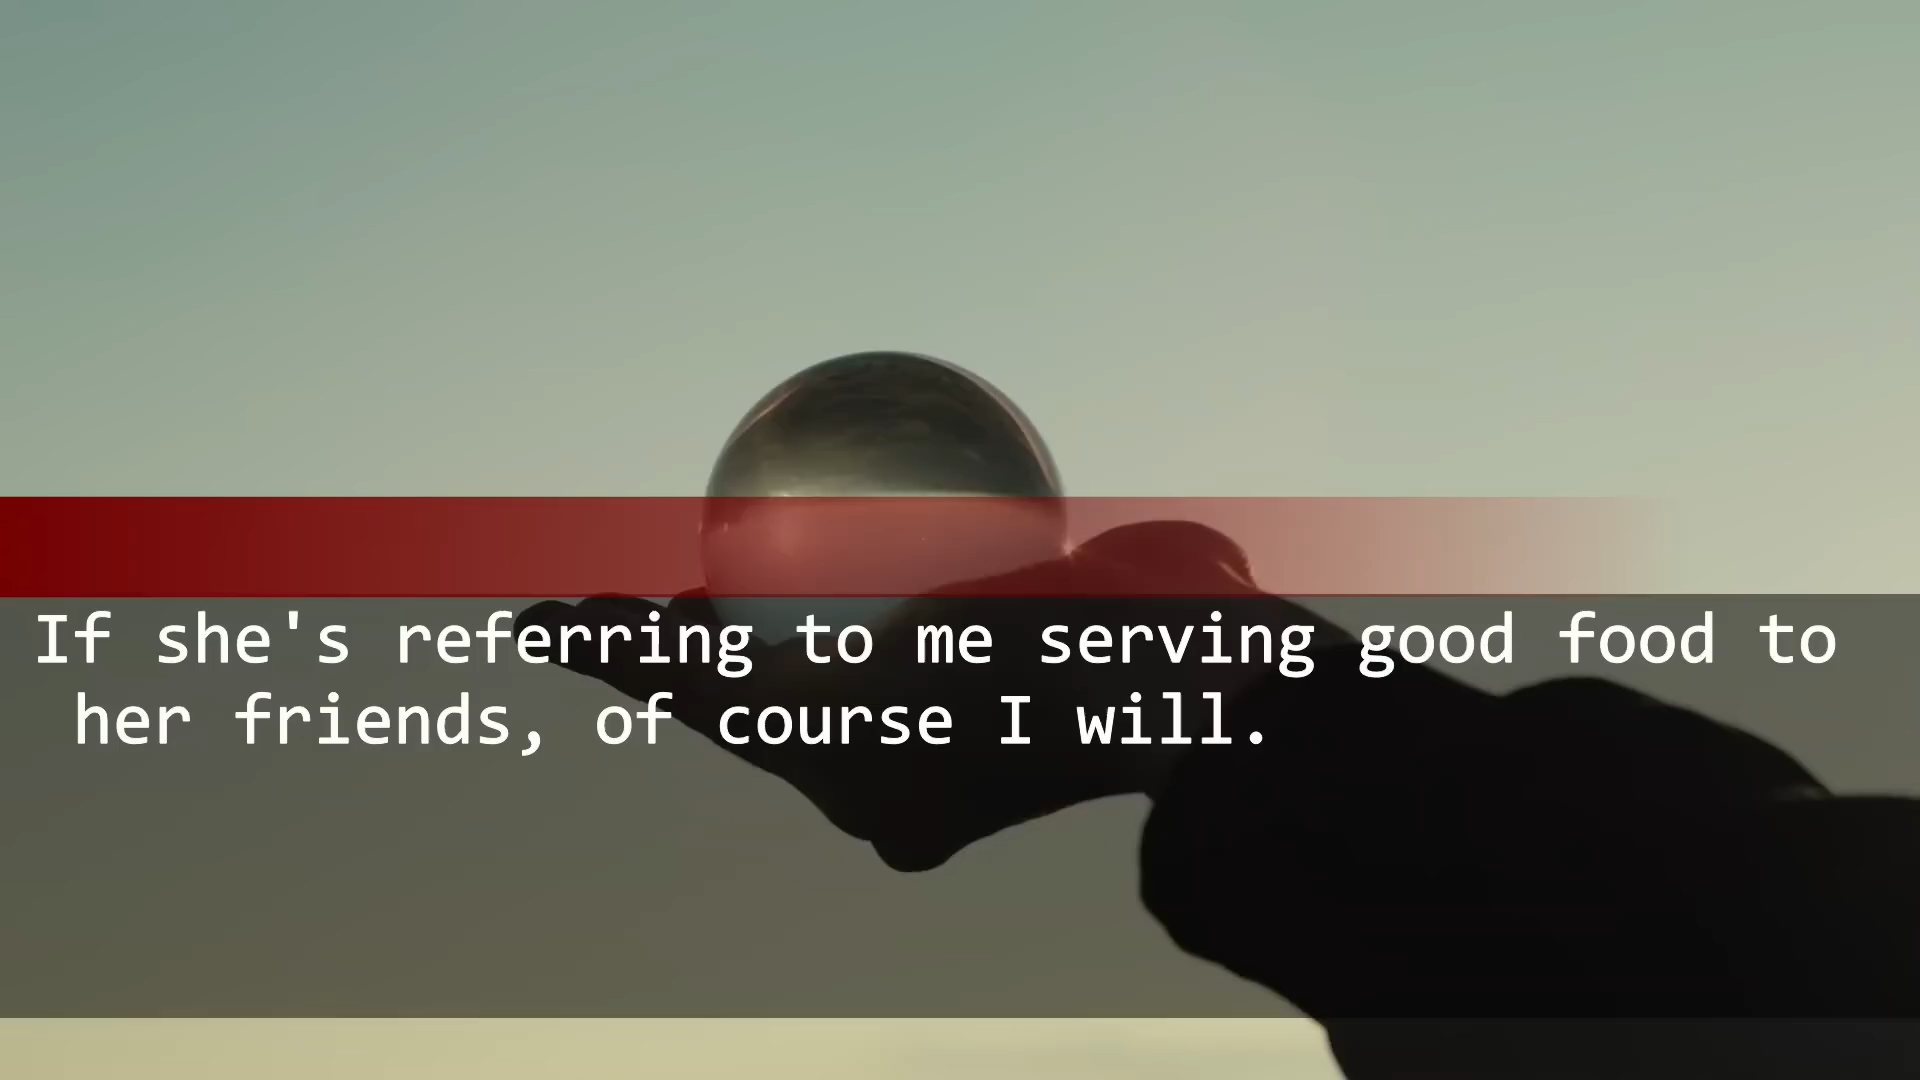 If she's referring to me serving good food to
her friends, of course I will.